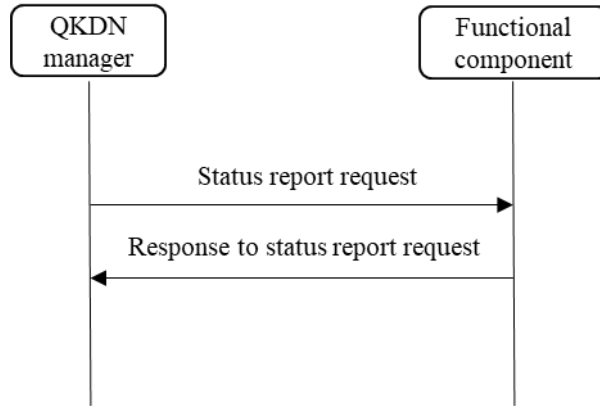 QKDN
manager
Functional
component
Status report request
Response to status report request